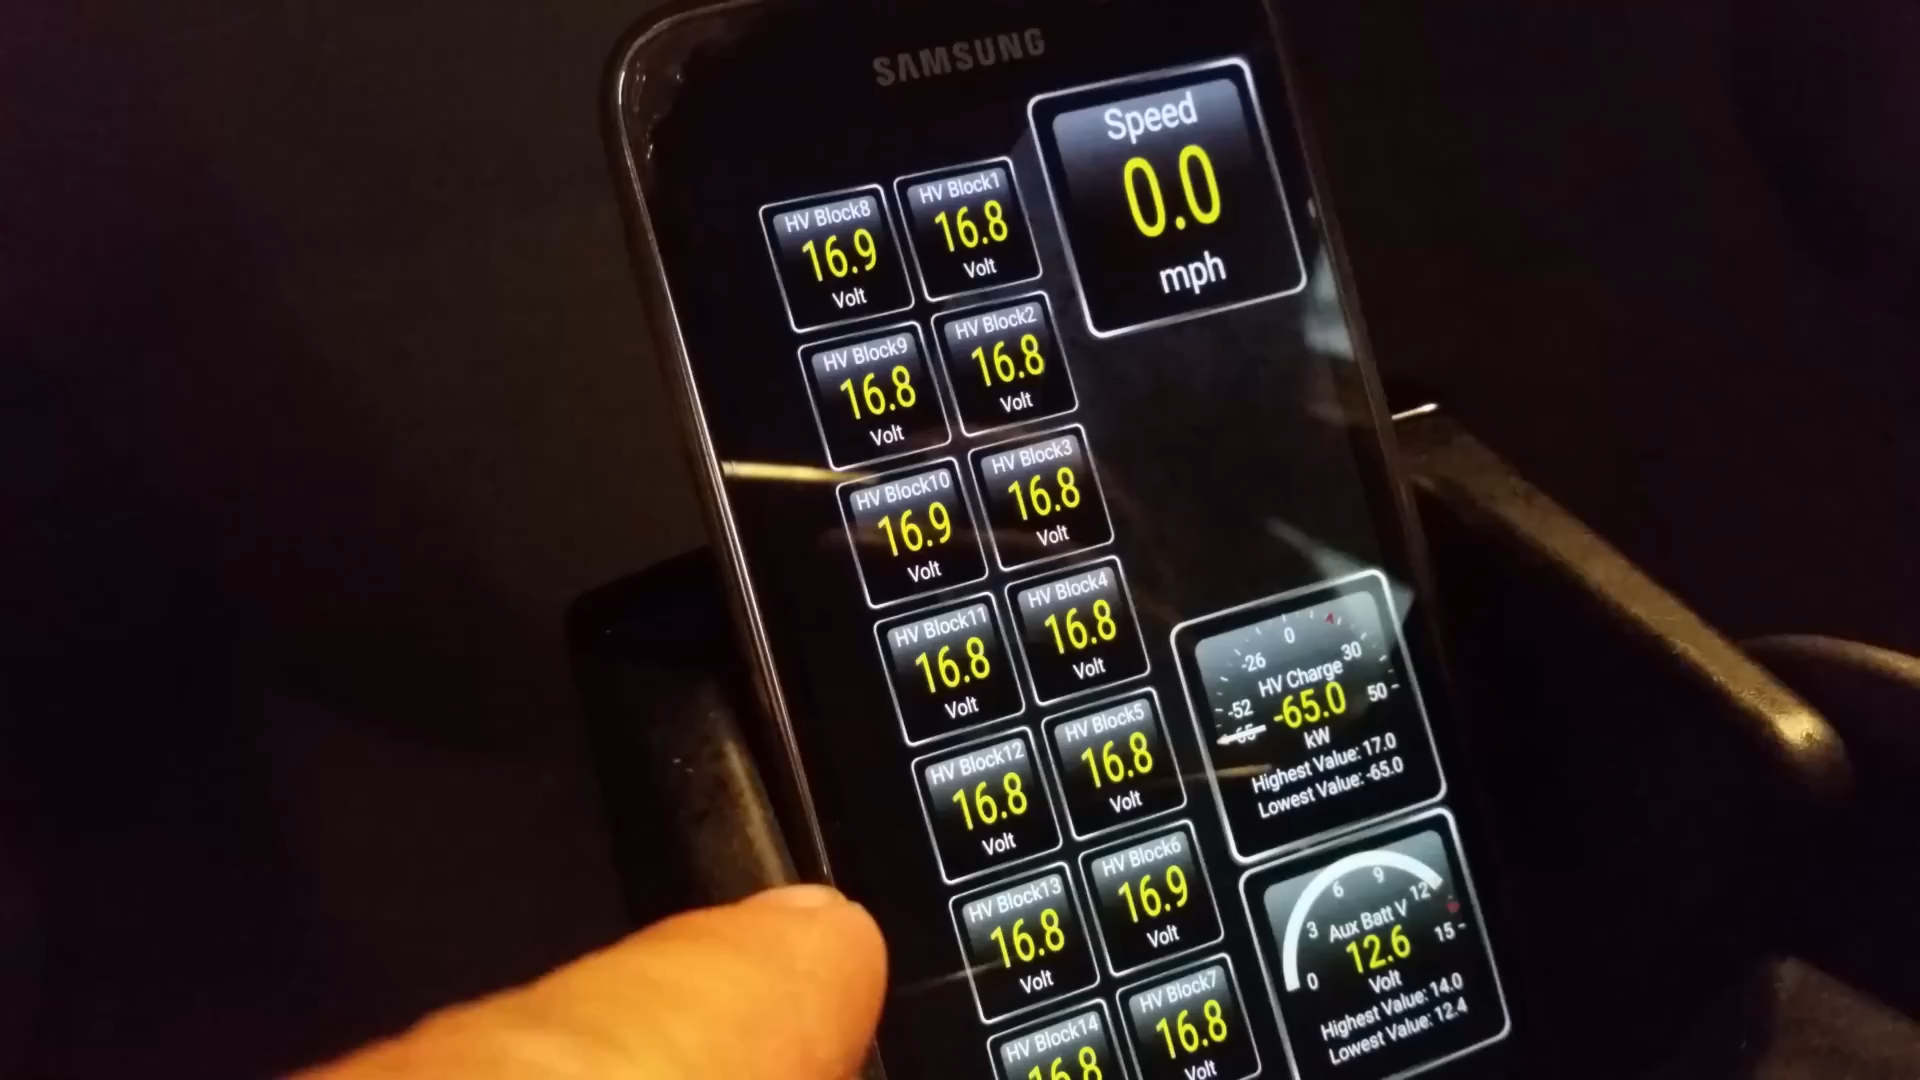 SAMSUNG
Speed
0.0
mph
HV Block8
16.9
Volt
HV Block1
16.8
Volt
HV Block9
16.8
Volt
HV Block2
16.8
Volt
HV Block10
16.9
Volt
HV Block3
16.8
Volt
HV Block11
16.8
Volt
HV Block4
16.8
Volt
HV Block12
16.8
Volt
HV Block5
16.8
Volt
HV Block13
16.8
Volt
HV Block6
16.9
Volt
HV Block14
16.8
HV Block7
16.8
Volt
0
-26
30
HV Charge
-52
-65.0
50
-65
kW
Highest Value: 17.0
Lowest Value: -65.0
6
9
3
12
Aux Batt V
12.6
15
0
Volt
Highest Value: 14.0
Lowest Value: 12.4